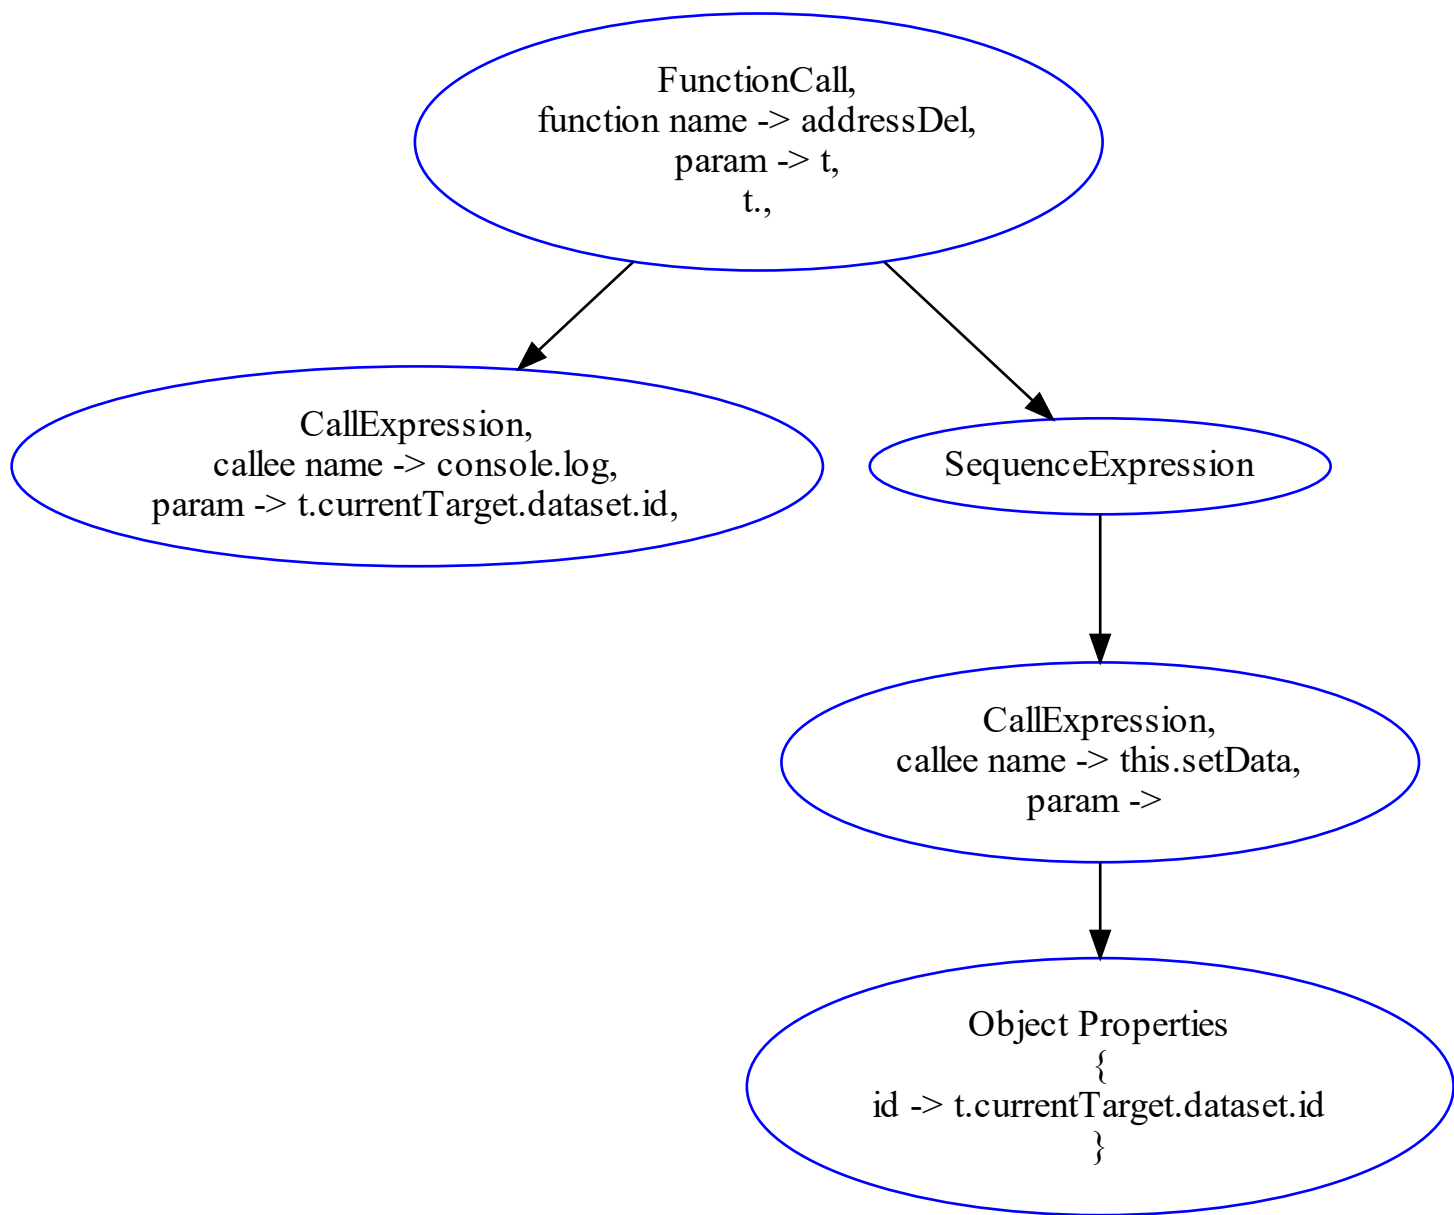 FunctionCall,
function name -> addressDel,
param -> t,
t.,
CallExpression,
callee name -> console.log,
param -> t.currentTarget.dataset.id,
SequenceExpression
CallExpression,
callee name -> this.setData,
param ->
Object Properties
{
id -> t.currentTarget.dataset.id
}